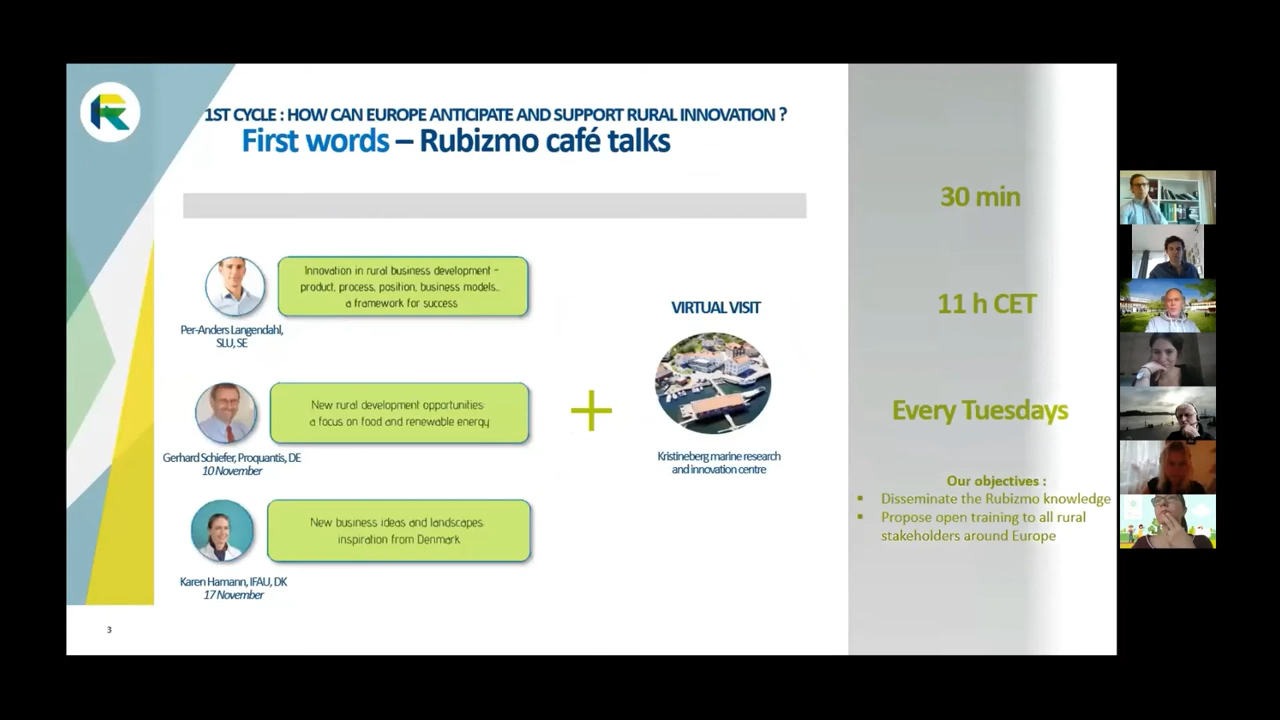 1ST CYCLE : HOW CAN EUROPE ANTICIPATE AND SUPPORT RURAL INNOVATION ?
First words – Rubizmo café talks
Innovation in rural business development –
product, process, position, business models...
a framework for success
Per-Anders Langendahl,
SLU, SE
New rural development opportunities:
a focus on food and renewable energy
Gerhard Schiefer, Proquantis, DE
10 November
New business ideas and landscapes:
inspiration from Denmark
Karen Hamann, IFAU, DK
17 November
+
VIRTUAL VISIT
Kristineberg marine research
and innovation centre
30 min
11 h CET
Every Tuesdays
Our objectives :
▪ Disseminate the Rubizmo knowledge
▪ Propose open training to all rural
stakeholders around Europe
3